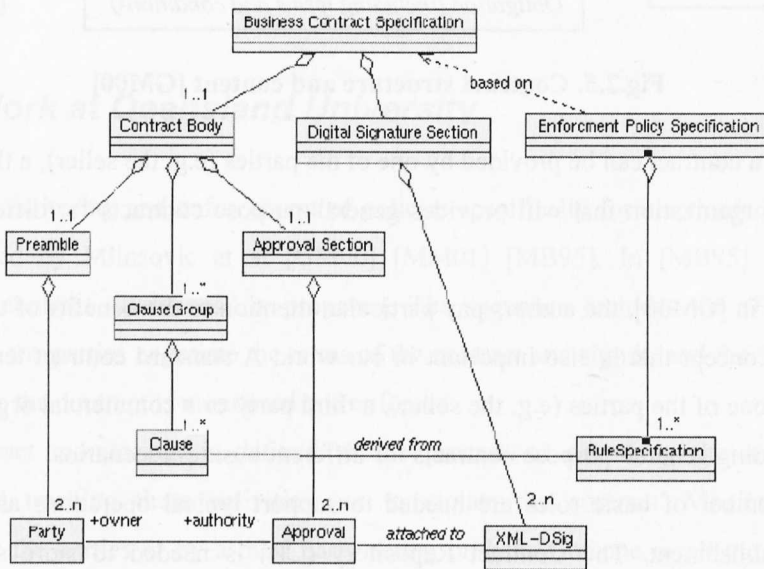 Business Contract Specification
based on
1..1
Contract Body
Digital Signature Section
Enforcment Policy Specification
1..1
1..1
Preamble
Approval Section
1..*
ClauseGroup
1..*
1..*
Clause
derived from
RuleSpecification
2..n
2..n
2..n
+owner
+authority
Party
Approval
attached to
XML-DSig